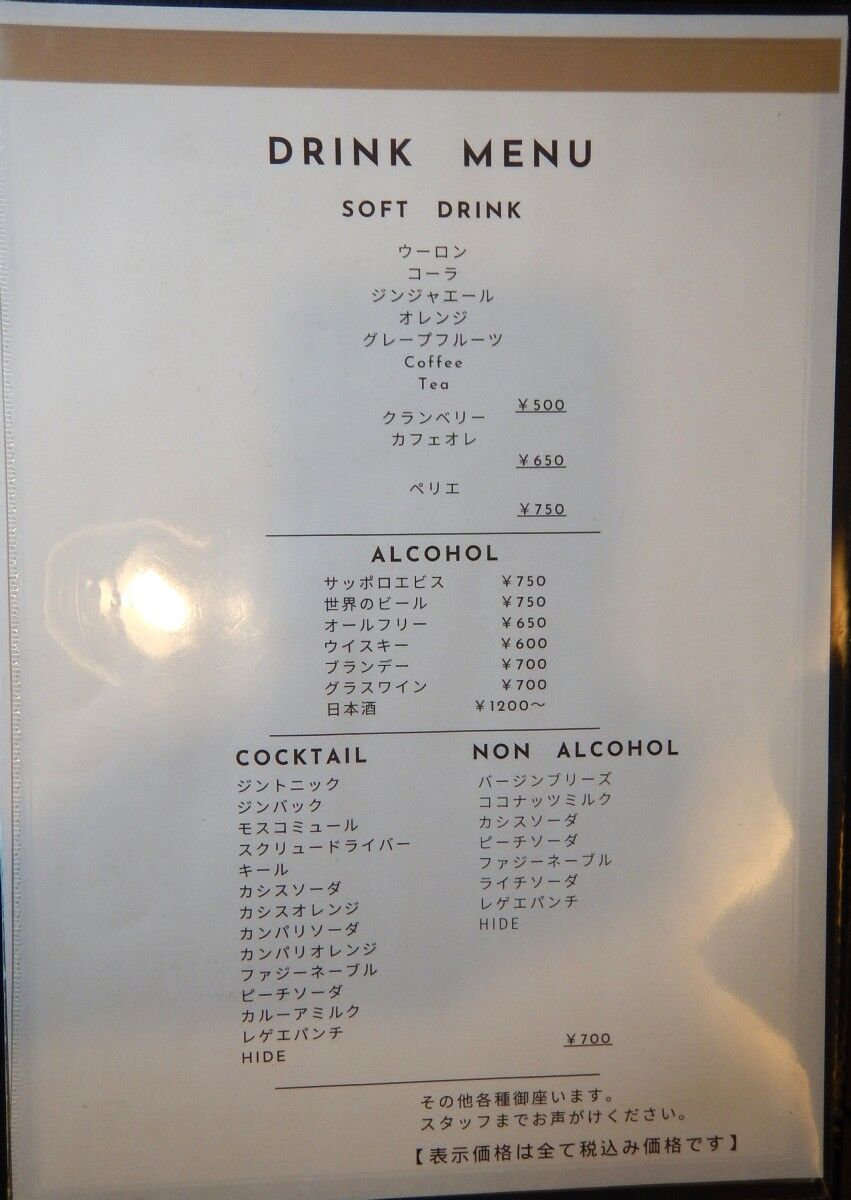 DRINK MENU
SOFT DRINK
ウーロン
コーラ
ジンジャエール
オレンジ
グレープフルーツ
Coffee
Tea
¥500
クランベリー
カフェオレ
¥650
ペリエ
¥750
ALCOHOL
サッポロエビス ¥750
世界のビール ¥750
オールフリー ¥650
ウイスキー ¥600
ブランデー ¥700
グラスワイン ¥700
日本酒 ¥1200～
COCKTAIL
ジントニック
ジンバック
モスコミュール
スクリュードライバー
キール
カシスソーダ
カシスオレンジ
カンパリソーダ
カンパリオレンジ
ファジーネーブル
ピーチソーダ
カルーアミルク
レゲエパンチ
HIDE
NON ALCOHOL
バージンブリーズ
ココナッツミルク
カシスソーダ
ピーチソーダ
ファジーネーブル
ライチソーダ
レゲエパンチ
HIDE
¥700
その他各種御座います。
スタッフまでお声がけください。
【表示価格は全て税込み価格です】